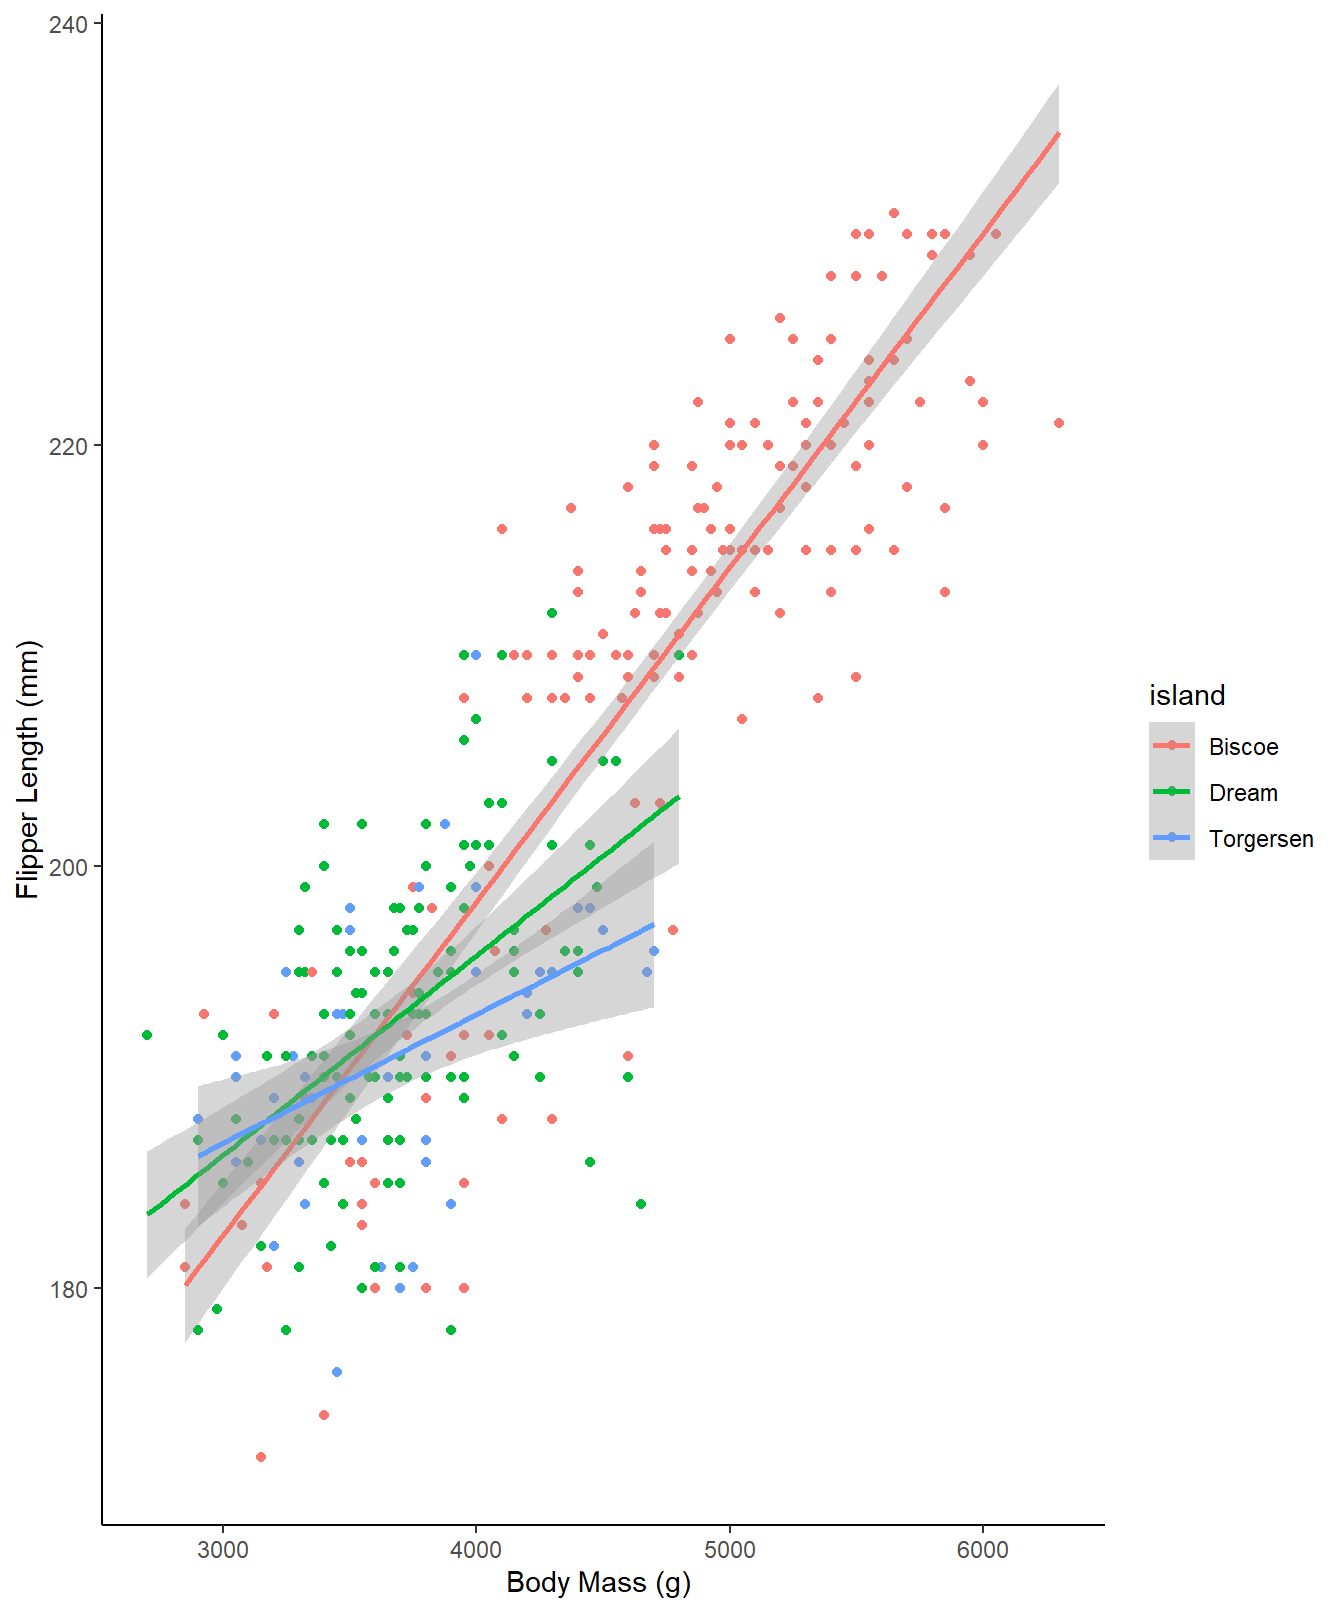 240
220
200
180
Flipper Length (mm)
3000 4000 5000 6000
Body Mass (g)
island
Biscoe
Dream
Torgersen